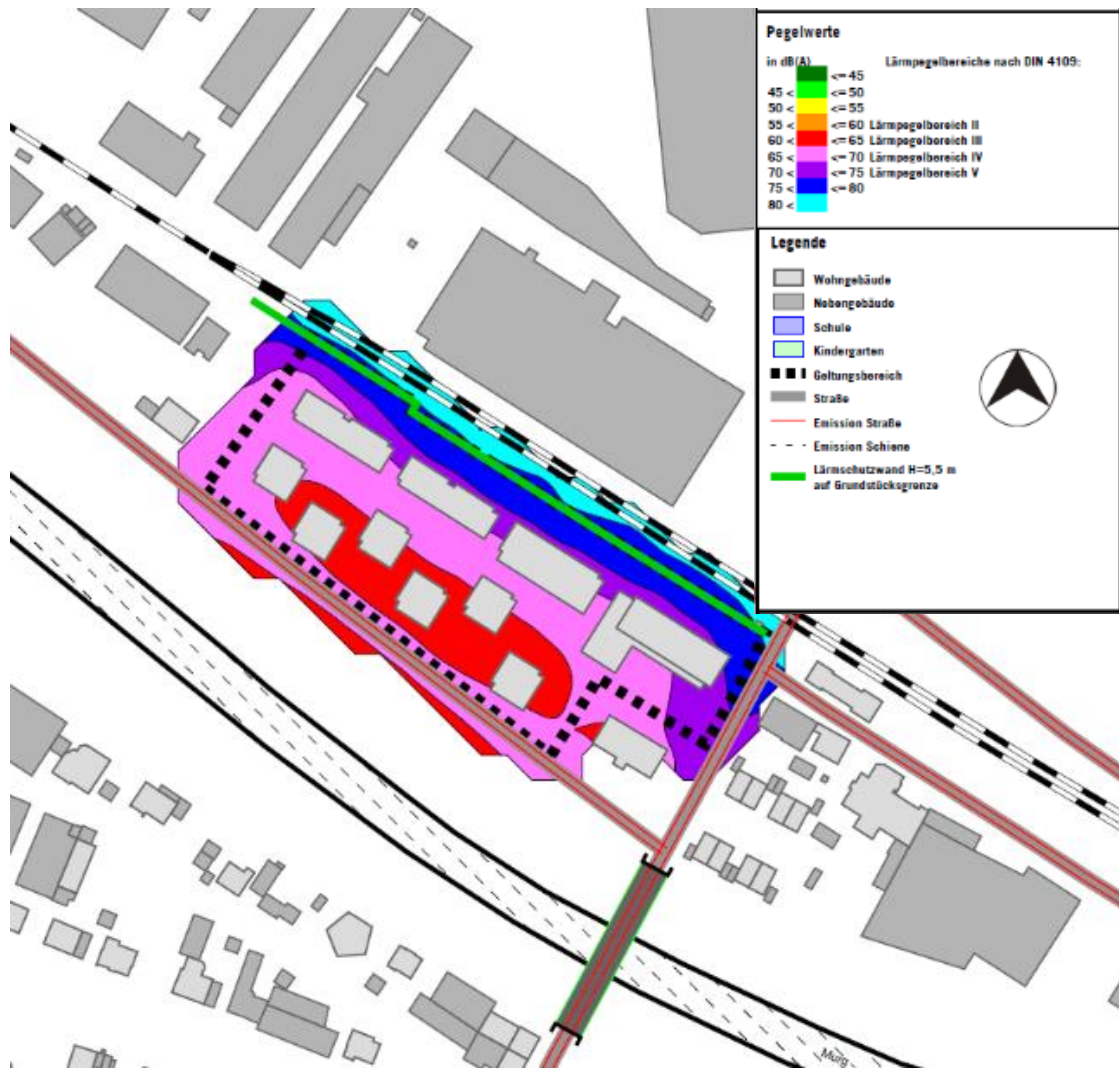 Pegelwerte
in dB(A) Lärmpegelbereiche nach DIN 4109:
<= 45
45 < <= 50
50 < <= 55
55 < <= 60 Lärmpegelbereich II
60 < <= 65 Lärmpegelbereich III
65 < <= 70 Lärmpegelbereich IV
70 < <= 75 Lärmpegelbereich V
75 < <= 80
80 <
Legende
Wohngebäude
Nebengebäude
Schule
Kindergarten
Geltungsbereich
Straße
Emission Straße
Emission Schiene
Lärmschutzwand H=5,5 m
auf Grundstücksgrenze
Murg